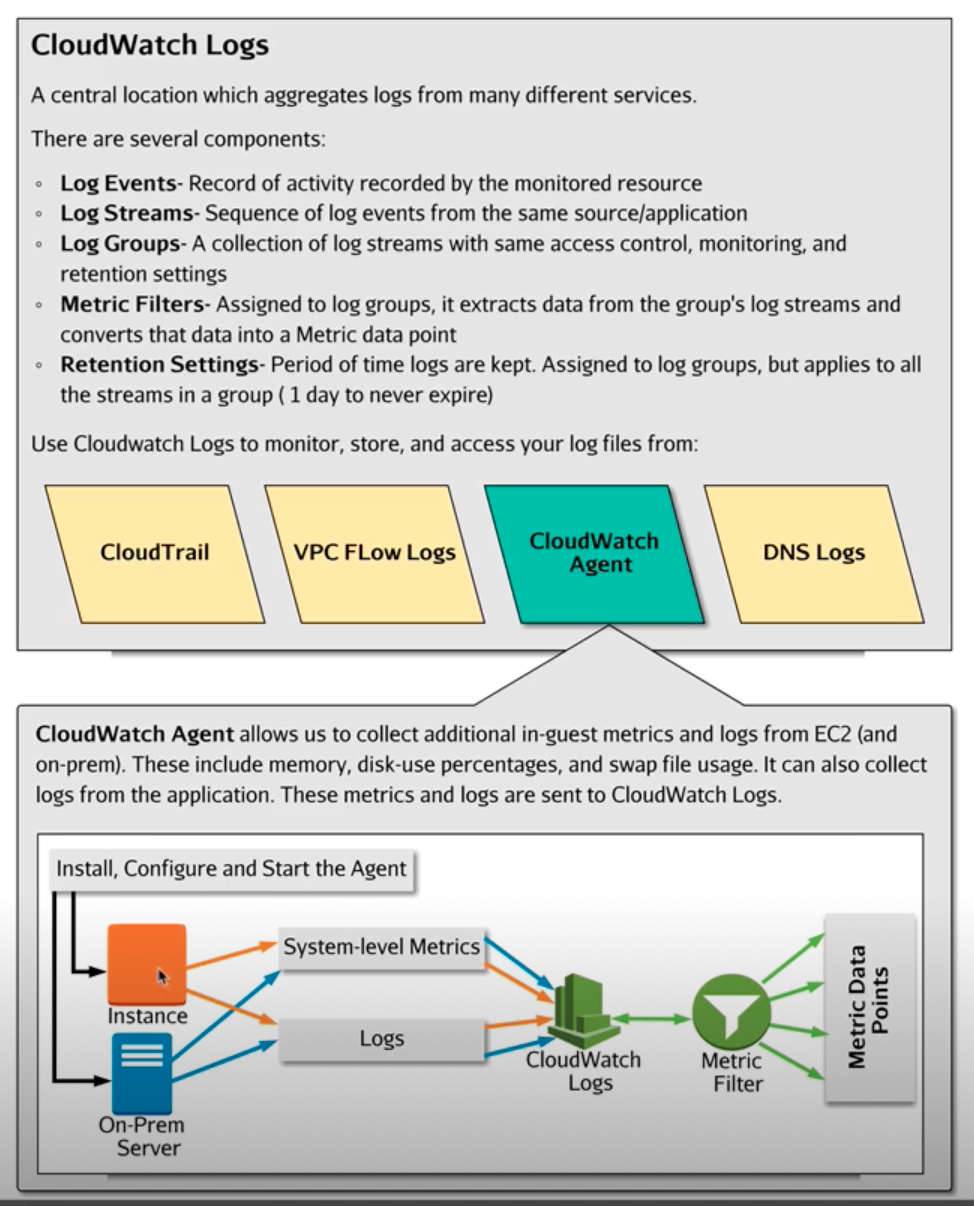 CloudWatch Logs
A central location which aggregates logs from many different services.
There are several components:
◦ Log Events- Record of activity recorded by the monitored resource
◦ Log Streams- Sequence of log events from the same source/application
◦ Log Groups- A collection of log streams with same access control, monitoring, and
retention settings
◦ Metric Filters- Assigned to log groups, it extracts data from the group's log streams and
converts that data into a Metric data point
◦ Retention Settings- Period of time logs are kept. Assigned to log groups, but applies to all
the streams in a group ( 1 day to never expire)
Use Cloudwatch Logs to monitor, store, and access your log files from:
CloudTrail
VPC FLow Logs
CloudWatch
Agent
DNS Logs
CloudWatch Agent allows us to collect additional in-guest metrics and logs from EC2 (and
on-prem). These include memory, disk-use percentages, and swap file usage. It can also collect
logs from the application. These metrics and logs are sent to CloudWatch Logs.
Install, Configure and Start the Agent
Instance
On-Prem
Server
System-level Metrics
Logs
CloudWatch
Logs
Metric
Filter
Metric Data
Points